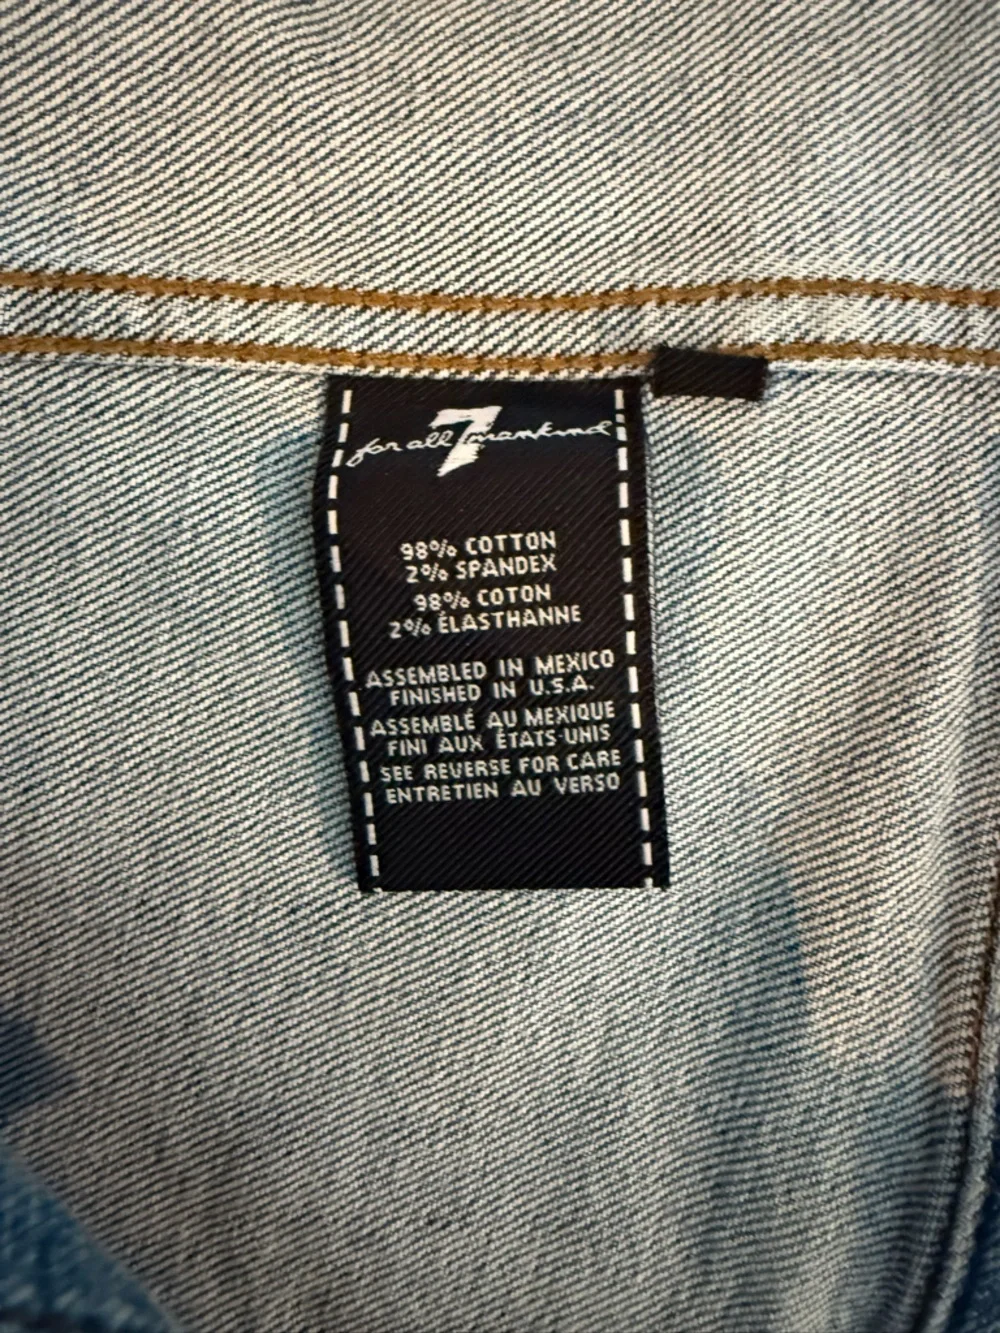 7 for all mankind
98% COTTON
2% SPANDEX
98% COTON
2% ÉLASTHANNE
ASSEMBLED IN MEXICO
FINISHED IN U.S.A.
ASSEMBLÉ AU MEXIQUE
FINI AUX ÉTATS-UNIS
SEE REVERSE FOR CARE
ENTRETIEN AU VERSO